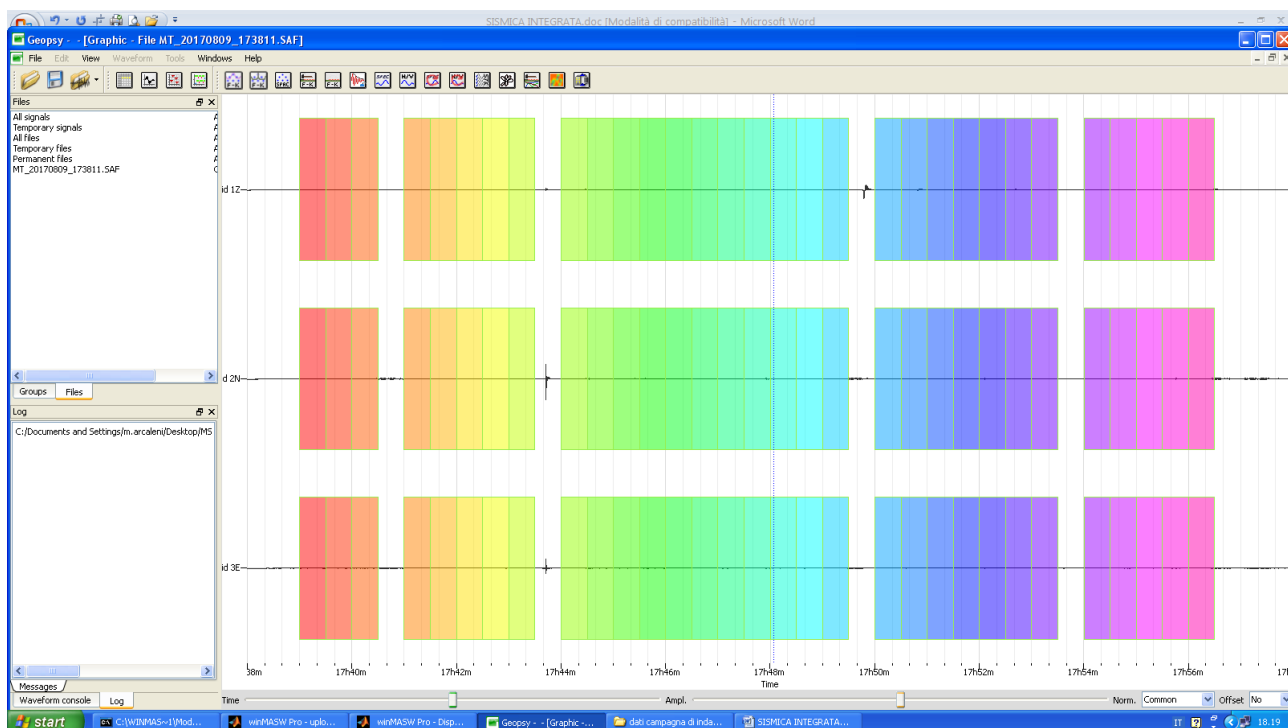 SISMICA INTEGRATA.doc [Modalità di compatibilità] - Microsoft Word
Geopsy - - [Graphic - File MT_20170809_173811.SAF]
File Edit View Waveform Tools Windows Help
Files
All signals
Temporary signals
All files
Temporary files
Permanent files
MT_20170809_173811.SAF
Groups Files
Log
C:/Documents and Settings/m.arcaleni/Desktop/MS
Messages
Waveform console Log
id 1Z
d 2N
id 3E
38m 17h40m 17h42m 17h44m 17h46m 17h48m 17h50m 17h52m 17h54m 17h56m 17h
Time
Time Ampl. Norm. Common Offset No
start C:\WINMAS~1\Mod... winMASW Pro - uplo... winMASW Pro - Disp... Geopsy - - [Graphic -... dati campagna di inda... SISMICA INTEGRATA... IT 18.19